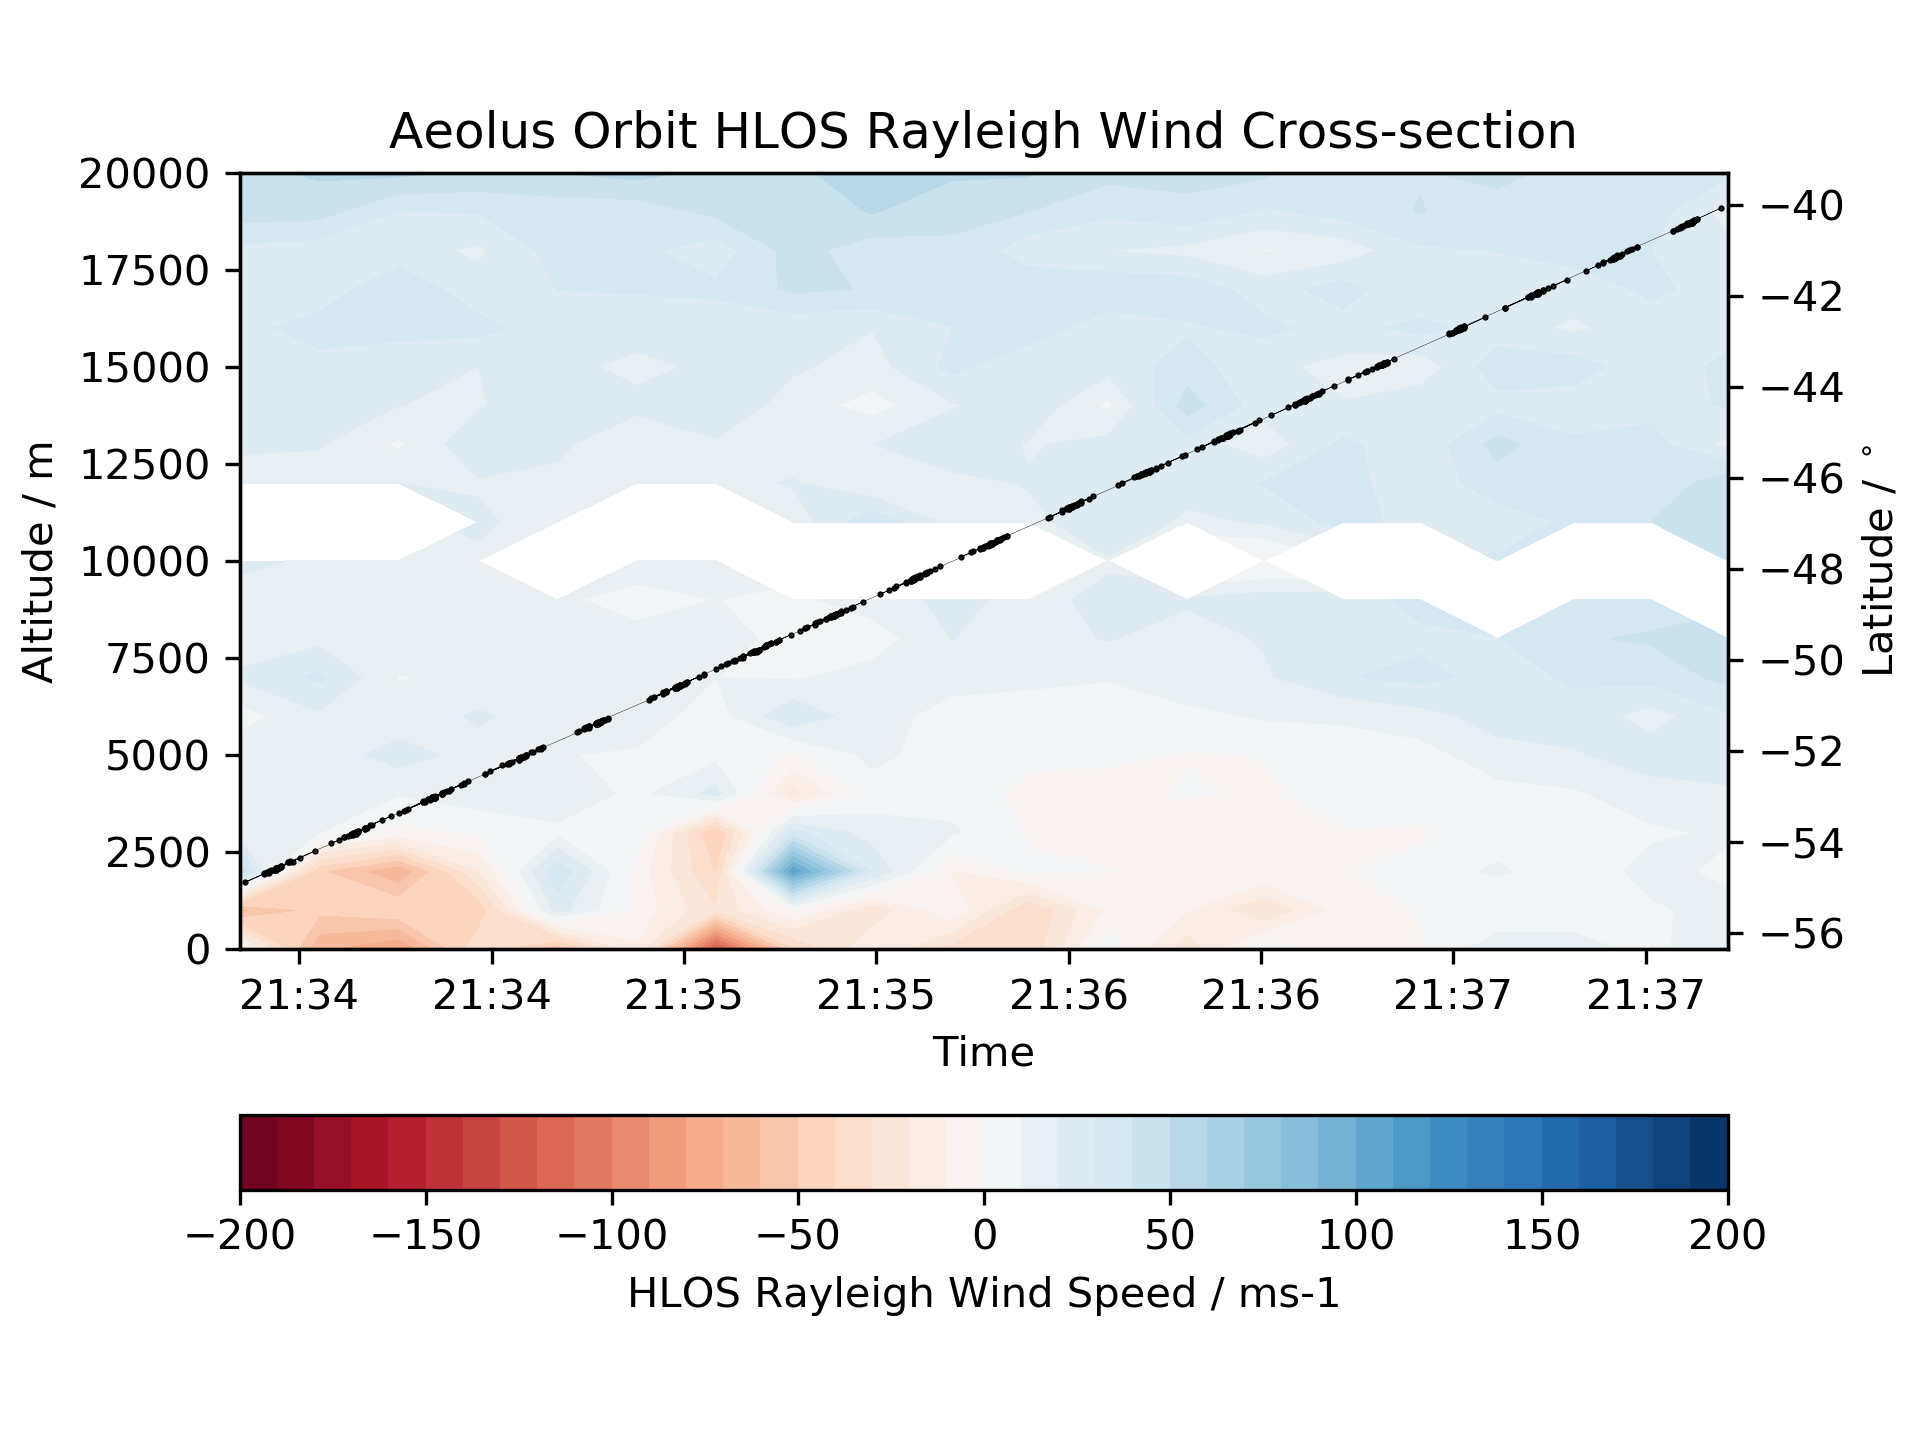 Aeolus Orbit HLOS Rayleigh Wind Cross-section
20000
17500
15000
12500
10000
7500
5000
2500
0
Altitude / m
−40
−42
−44
−46
−48
−50
−52
−54
−56
Latitude / °
21:34 21:34 21:35 21:35 21:36 21:36 21:37 21:37
Time
−200 −150 −100 −50 0 50 100 150 200
HLOS Rayleigh Wind Speed / ms-1